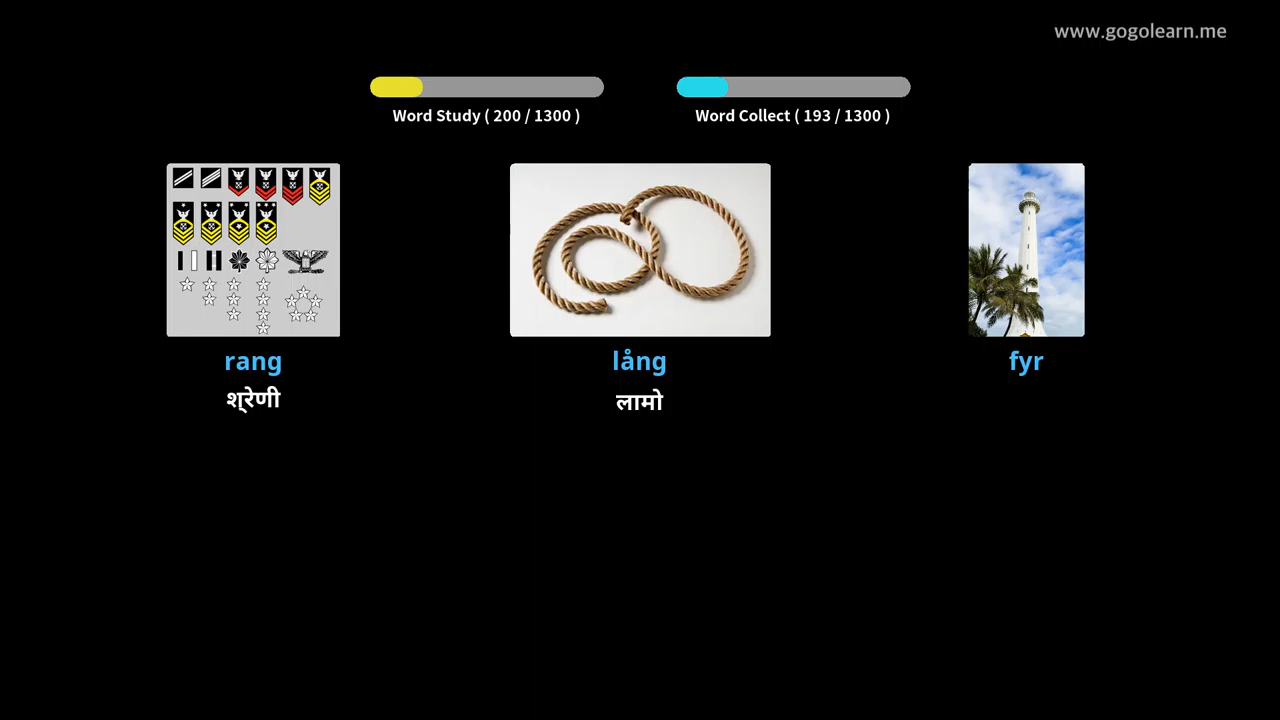 www.gogolearn.me
Word Study ( 200 / 1300 )
Word Collect ( 193 / 1300 )
rang
lång
fyr
श्रेणी
लामो